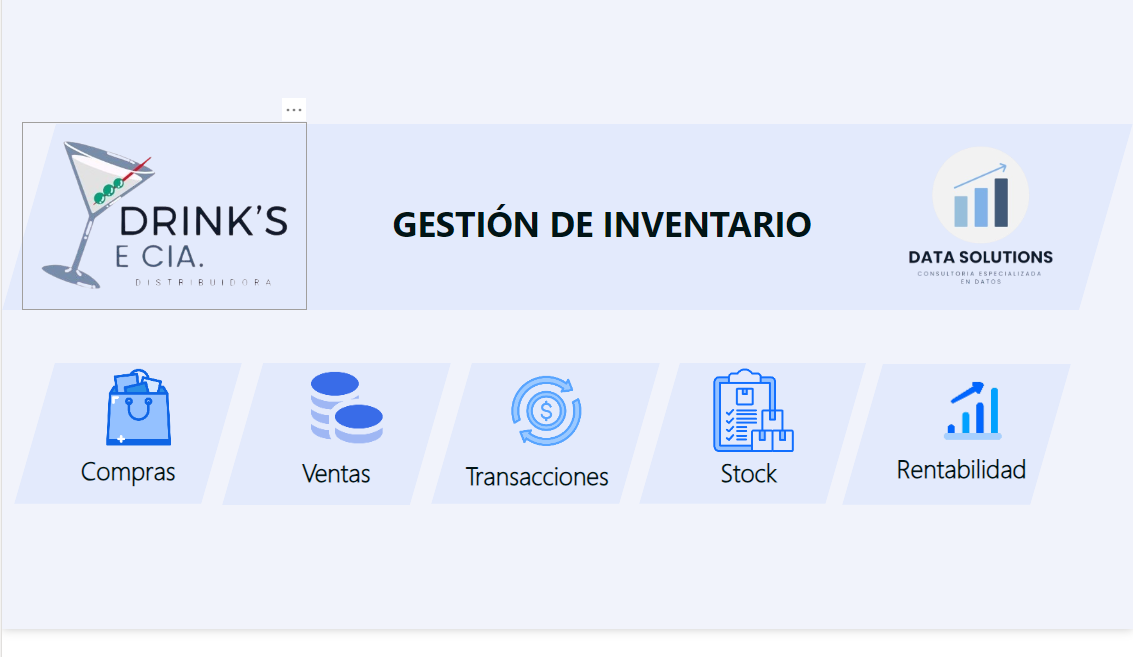 DRINK'S
E CIA.
DISTRIBUIDORA
GESTIÓN DE INVENTARIO
DATA SOLUTIONS
CONSULTORIA ESPECIALIZADA
EN DATOS
Compras
Ventas
Transacciones
Stock
Rentabilidad